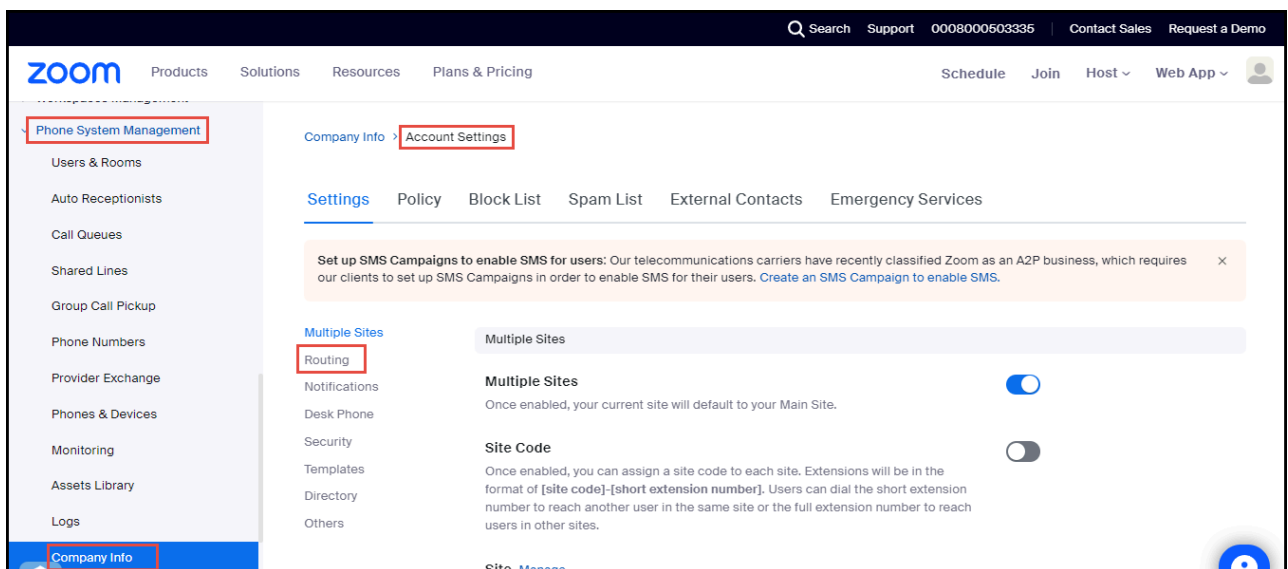 Search Support 0008000503335 Contact Sales Request a Demo
zoom Products Solutions Resources Plans & Pricing Schedule Join Host Web App
Workspaces Management
Phone System Management
Users & Rooms
Auto Receptionists
Call Queues
Shared Lines
Group Call Pickup
Phone Numbers
Provider Exchange
Phones & Devices
Monitoring
Assets Library
Logs
Company Info
Company Info > Account Settings
Settings Policy Block List Spam List External Contacts Emergency Services
Set up SMS Campaigns to enable SMS for users: Our telecommunications carriers have recently classified Zoom as an A2P business, which requires
our clients to set up SMS Campaigns in order to enable SMS for their users. Create an SMS Campaign to enable SMS.
Multiple Sites
Routing
Notifications
Desk Phone
Security
Templates
Directory
Others
Multiple Sites
Multiple Sites
Once enabled, your current site will default to your Main Site.
Site Code
Once enabled, you can assign a site code to each site. Extensions will be in the
format of [site code]-[short extension number]. Users can dial the short extension
number to reach another user in the same site or the full extension number to reach
users in other sites.
Site Manage